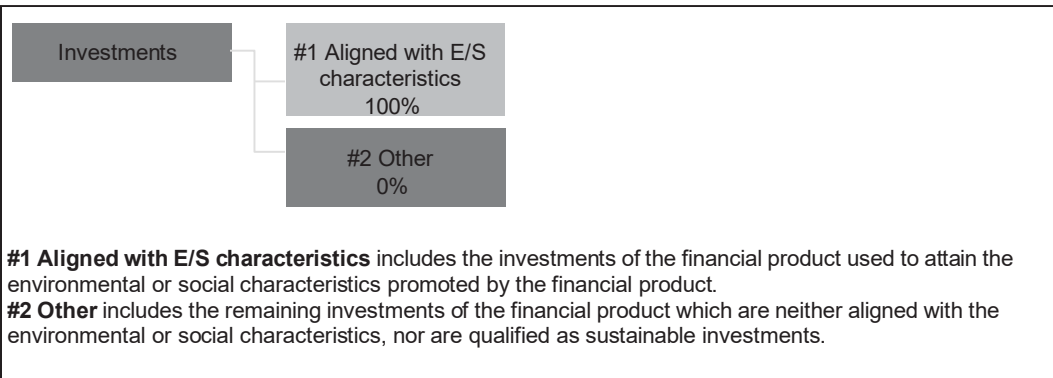 Investments
#1 Aligned with E/S
characteristics
100%
#2 Other
0%
#1 Aligned with E/S characteristics includes the investments of the financial product used to attain the
environmental or social characteristics promoted by the financial product.
#2 Other includes the remaining investments of the financial product which are neither aligned with the
environmental or social characteristics, nor are qualified as sustainable investments.